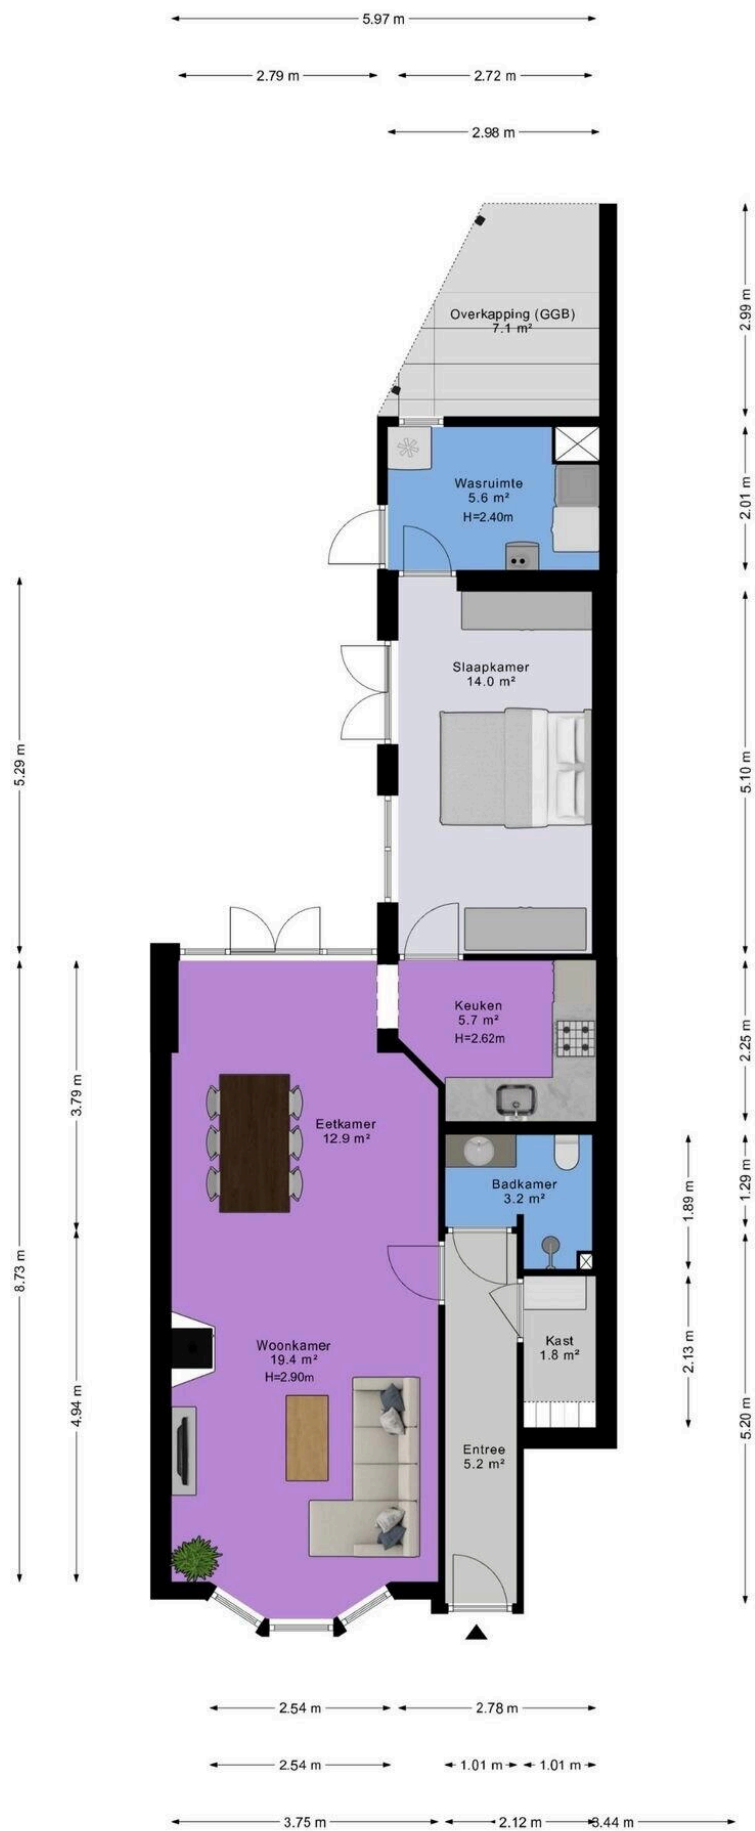 5.97 m
2.79 m
2.72 m
2.98 m
Overkapping (GGB)
7.1 m²
2.99 m
Wasruimte
5.6 m²
H=2.40m
2.01 m
Slaapkamer
14.0 m²
5.29 m
5.10 m
Keuken
5.7 m²
H=2.62m
2.25 m
3.79 m
Eetkamer
12.9 m²
Badkamer
3.2 m²
1.89 m
1.29 m
8.73 m
Woonkamer
19.4 m²
H=2.90m
Kast
1.8 m²
2.13 m
4.94 m
5.20 m
Entree
5.2 m²
2.54 m
2.78 m
2.54 m
1.01 m
1.01 m
3.75 m
2.12 m
3.44 m